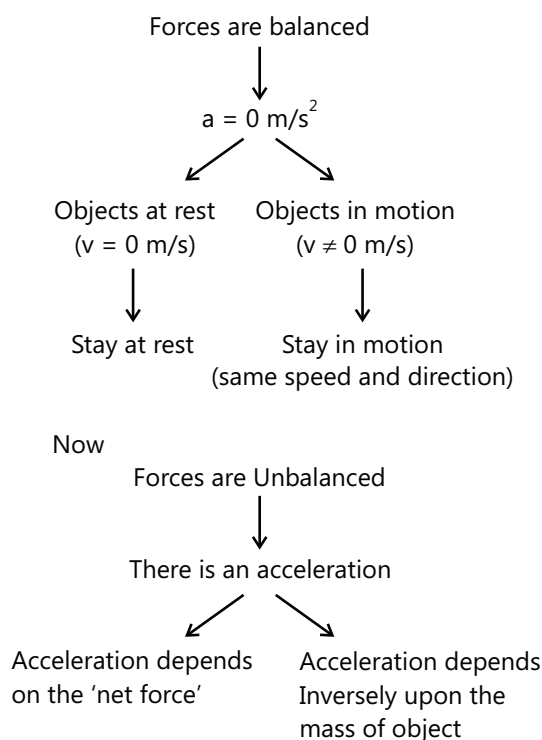 Forces are balanced
a = 0 m/s²
Objects at rest
(v = 0 m/s)
Objects in motion
(v ≠ 0 m/s)
Stay at rest
Stay in motion
(same speed and direction)
Now
Forces are Unbalanced
There is an acceleration
Acceleration depends
on the ‘net force’
Acceleration depends
Inversely upon the
mass of object